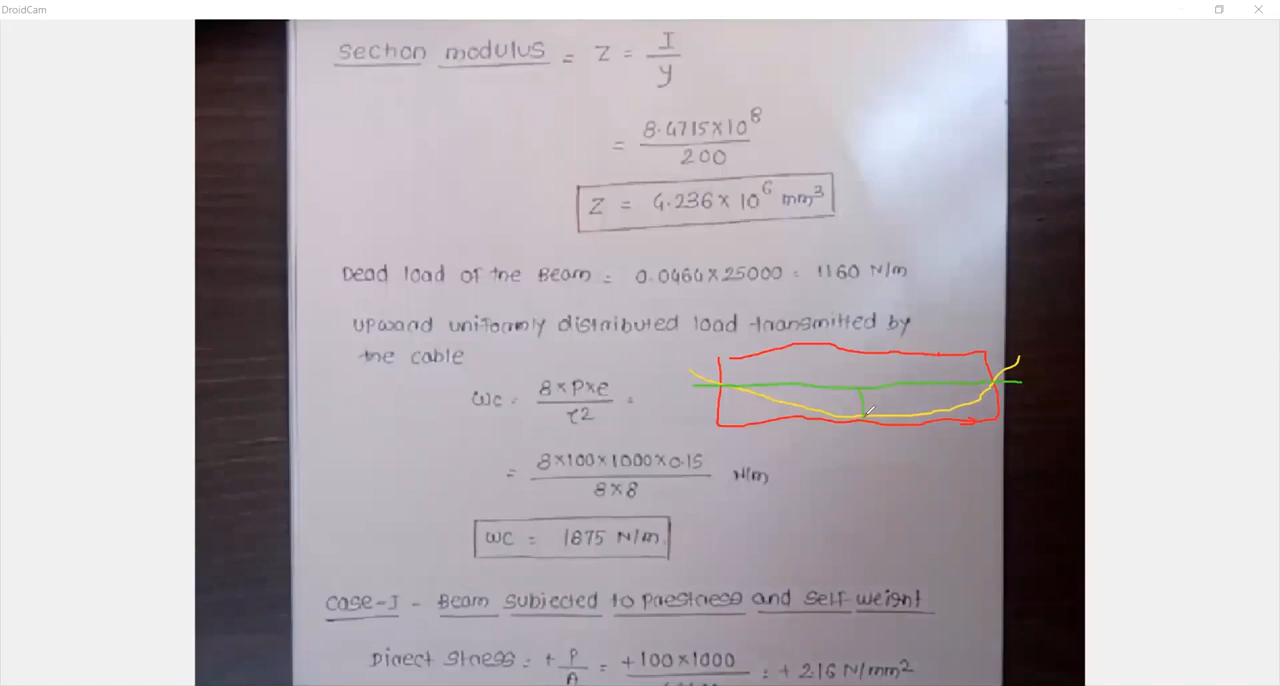 DroidCam
Section modulus = Z = I/y
= 8.4715×10^8 / 200
Z = 4.236 × 10^6 mm^3
Dead load of the Beam = 0.0464×25000 = 1160 N/m
upward uniformly distributed load transmitted by
the cable
wc = 8×P×e / l^2 =
= 8×100×1000×0.15 / 8×8 N/m
wc = 1875 N/m
Case-I - Beam subjected to Prestress and self weight
Direct stress = + P/A = +100×1000 = + 2.16 N/mm^2